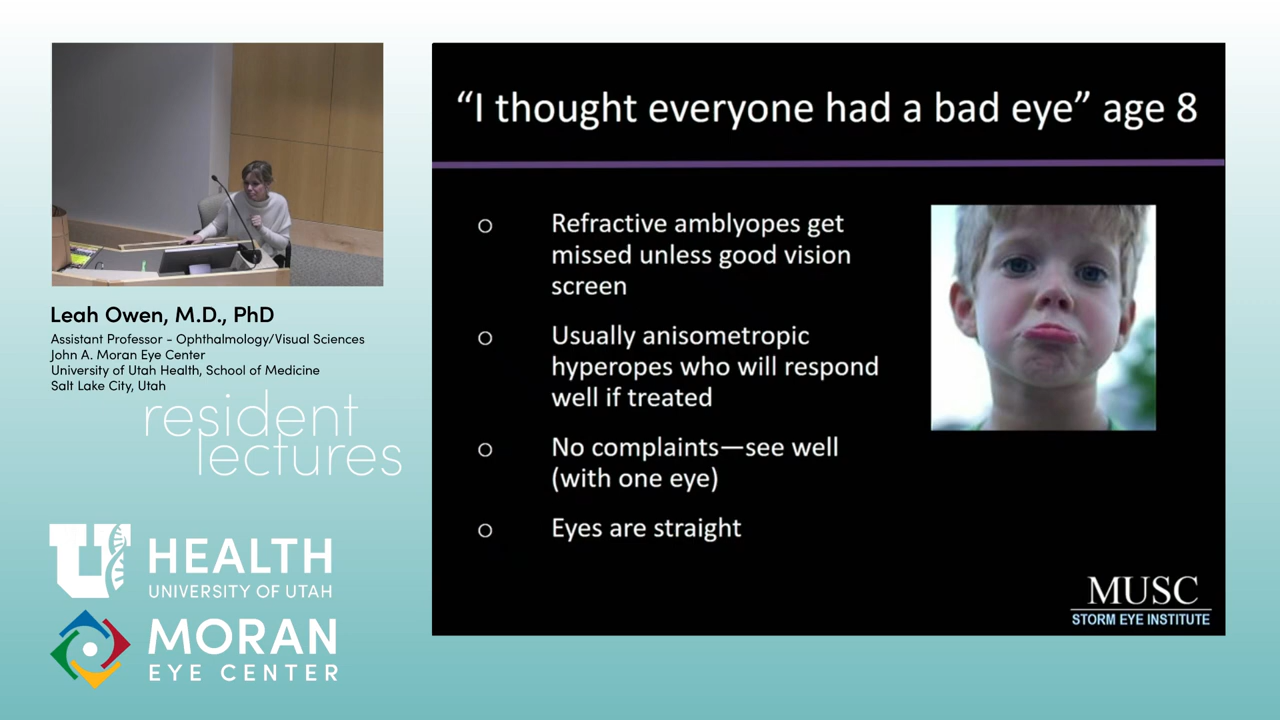 “I thought everyone had a bad eye” age 8
o Refractive amblyopes get
missed unless good vision
screen
o Usually anisometropic
hyperopes who will respond
well if treated
o No complaints—see well
(with one eye)
o Eyes are straight
MUSC
STORM EYE INSTITUTE
Leah Owen, M.D., PhD
Assistant Professor - Ophthalmology/Visual Sciences
John A. Moran Eye Center
University of Utah Health, School of Medicine
Salt Lake City, Utah
resident
lectures
U HEALTH
UNIVERSITY OF UTAH
MORAN
EYE CENTER